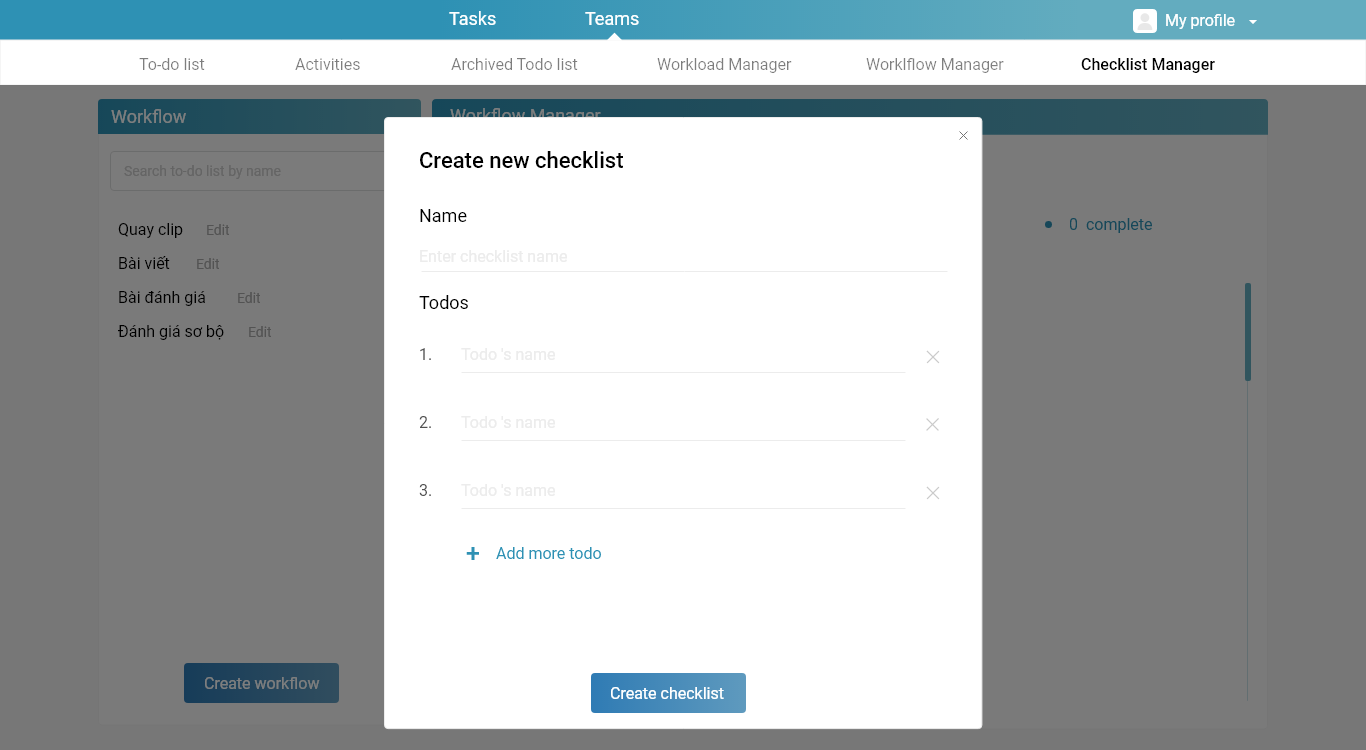 Tasks
Teams
My profile
To-do list
Activities
Archived Todo list
Workload Manager
Worklflow Manager
Checklist Manager
Workflow
Workflow Manager
Search to-do list by name
Quay clip Edit
Bài viết Edit
Bài đánh giá Edit
Đánh giá sơ bộ Edit
Create workflow
0 complete
Create new checklist
Name
Enter checklist name
Todos
1. Todo 's name
2. Todo 's name
3. Todo 's name
+ Add more todo
Create checklist